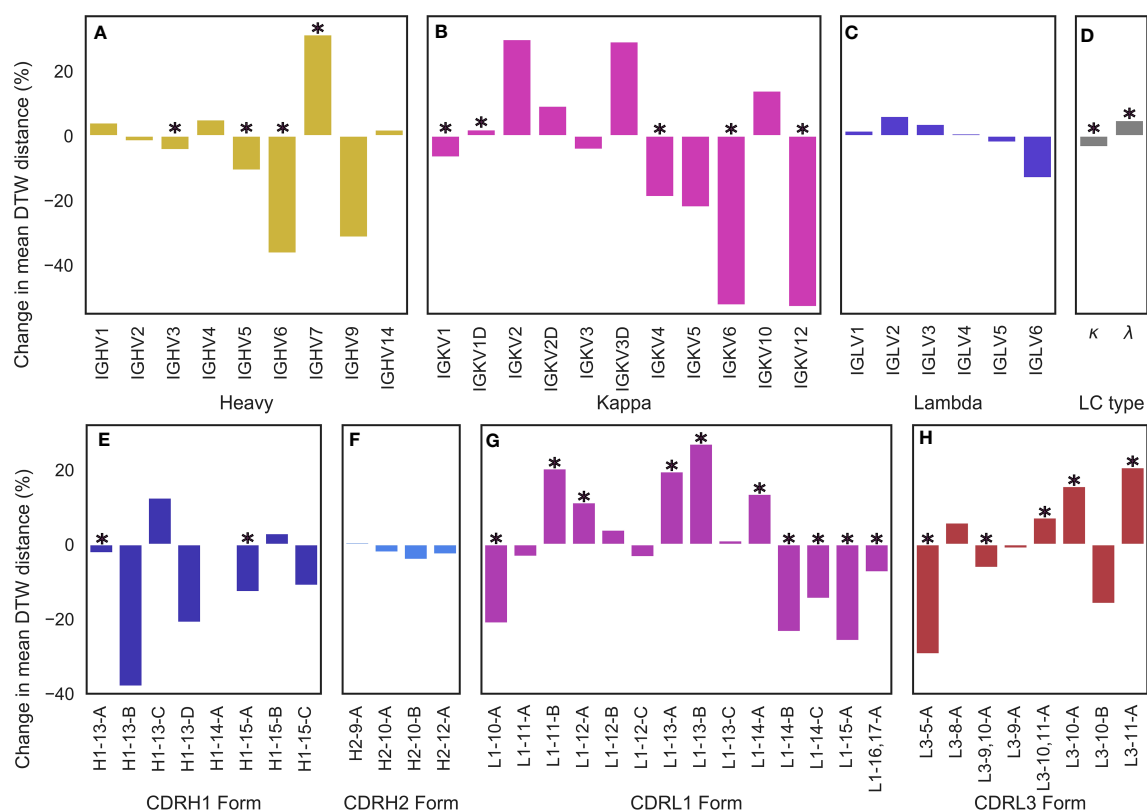 A
B
C
D
Change in mean DTW distance (%)
20
0
−20
−40
* * * * *
* * * * *
* *
IGHV1 IGHV2 IGHV3 IGHV4 IGHV5 IGHV6 IGHV7 IGHV9 IGHV14
IGKV1 IGKV1D IGKV2 IGKV2D IGKV3 IGKV3D IGKV4 IGKV5 IGKV6 IGKV10 IGKV12
IGLV1 IGLV2 IGLV3 IGLV4 IGLV5 IGLV6
κ λ
Heavy
Kappa
Lambda
LC type
E
F
G
H
Change in mean DTW distance (%)
20
0
−20
−40
* *
* * * * * * * * *
* * * * *
H1-13-A H1-13-B H1-13-C H1-13-D H1-14-A H1-15-A H1-15-B H1-15-C
H2-9-A H2-10-A H2-10-B H2-12-A
L1-10-A L1-11-A L1-11-B L1-12-A L1-12-B L1-12-C L1-13-A L1-13-B L1-13-C L1-14-A L1-14-B L1-14-C L1-15-A L1-16,17-A
L3-5-A L3-8-A L3-9,10-A L3-9-A L3-10,11-A L3-10-A L3-10-B L3-11-A
CDRH1 Form
CDRH2 Form
CDRL1 Form
CDRL3 Form